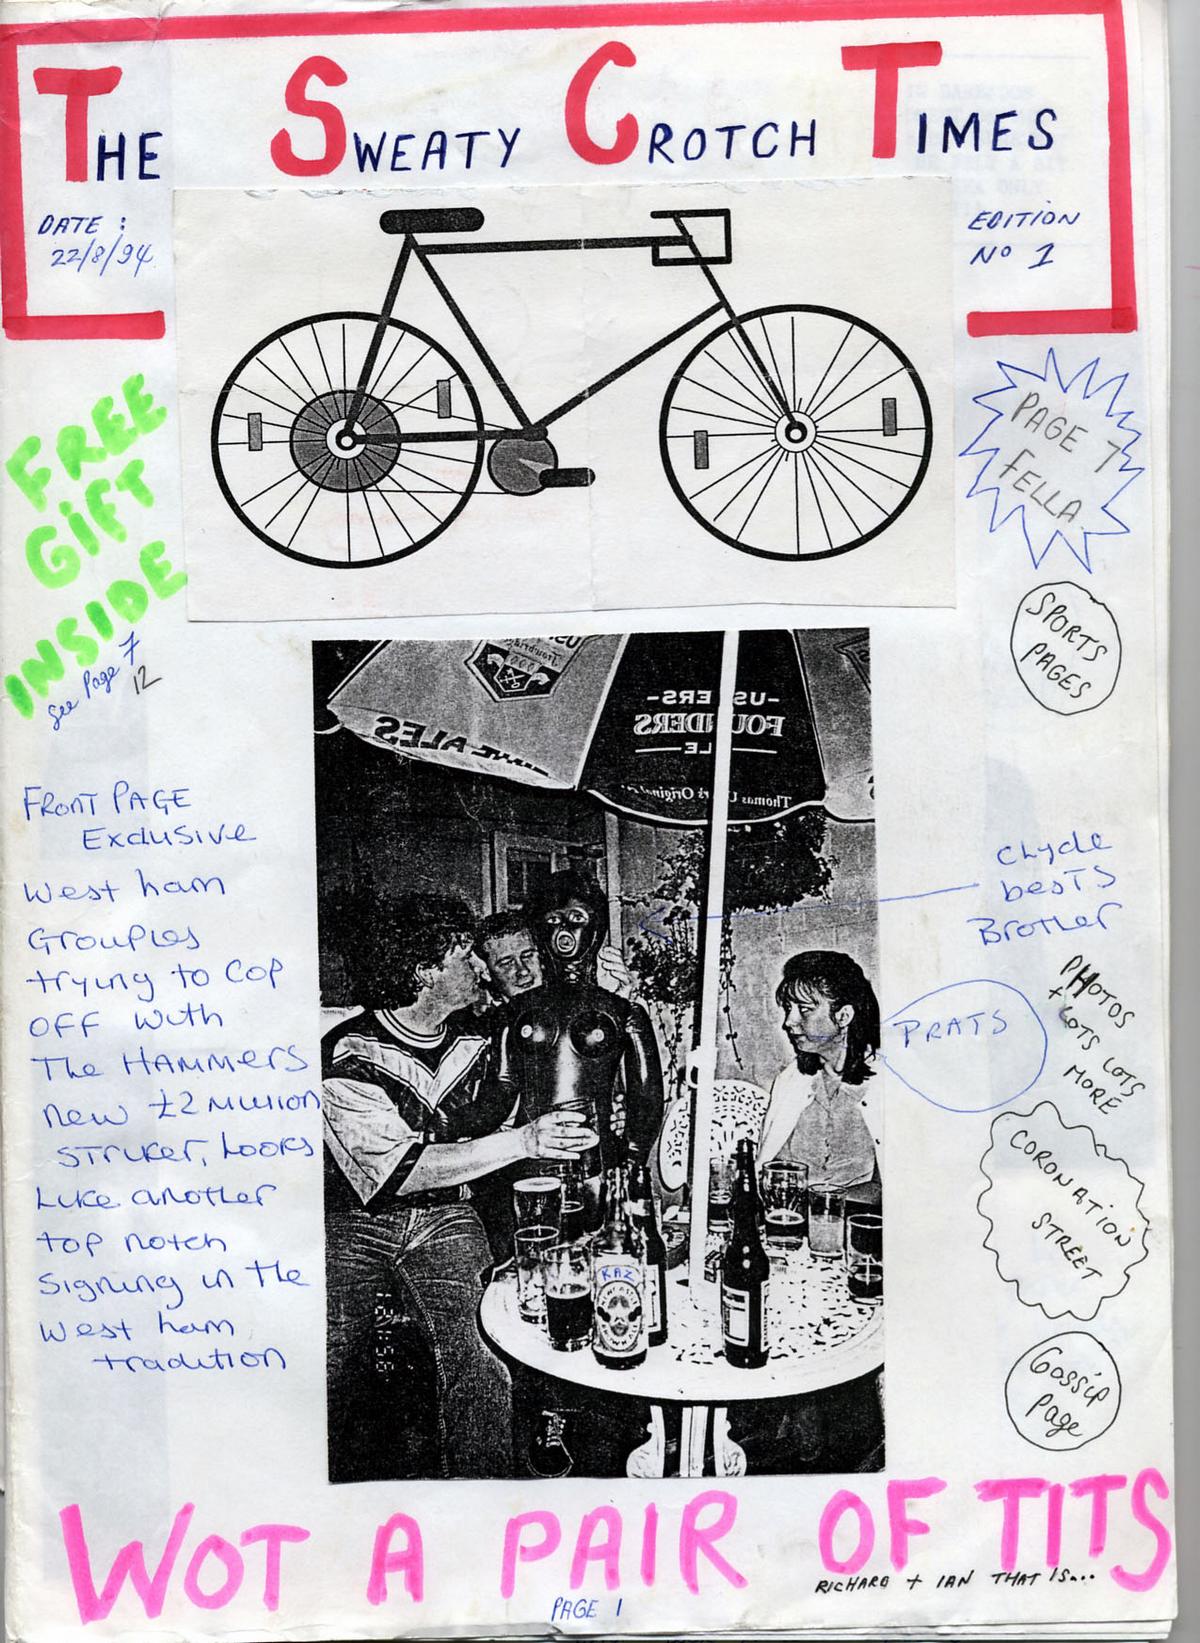 THE SWEATY CROTCH TIMES
DATE :
22/8/94
EDITION
No 1
FREE
GIFT
INSIDE
see Page 7
12
PAGE 7
FELLA
SPORTS
PAGES
FRONT PAGE
Exclusive
West ham
Groupies
trying to cop
off with
The HAMMERS
new £2 million
striker, Looks
Like another
top notch
signing in the
West ham
tradition
USHERS
FOUNDERS
ALE
FINE ALES
Clyde
bests
Brother
PRATS
PHOTOS
+ LOTS LOTS
MORE
CORONATION
STREET
KAZ
Gossip
Page
WOT A PAIR OF TITS
RICHARD + IAN THAT IS...
PAGE 1